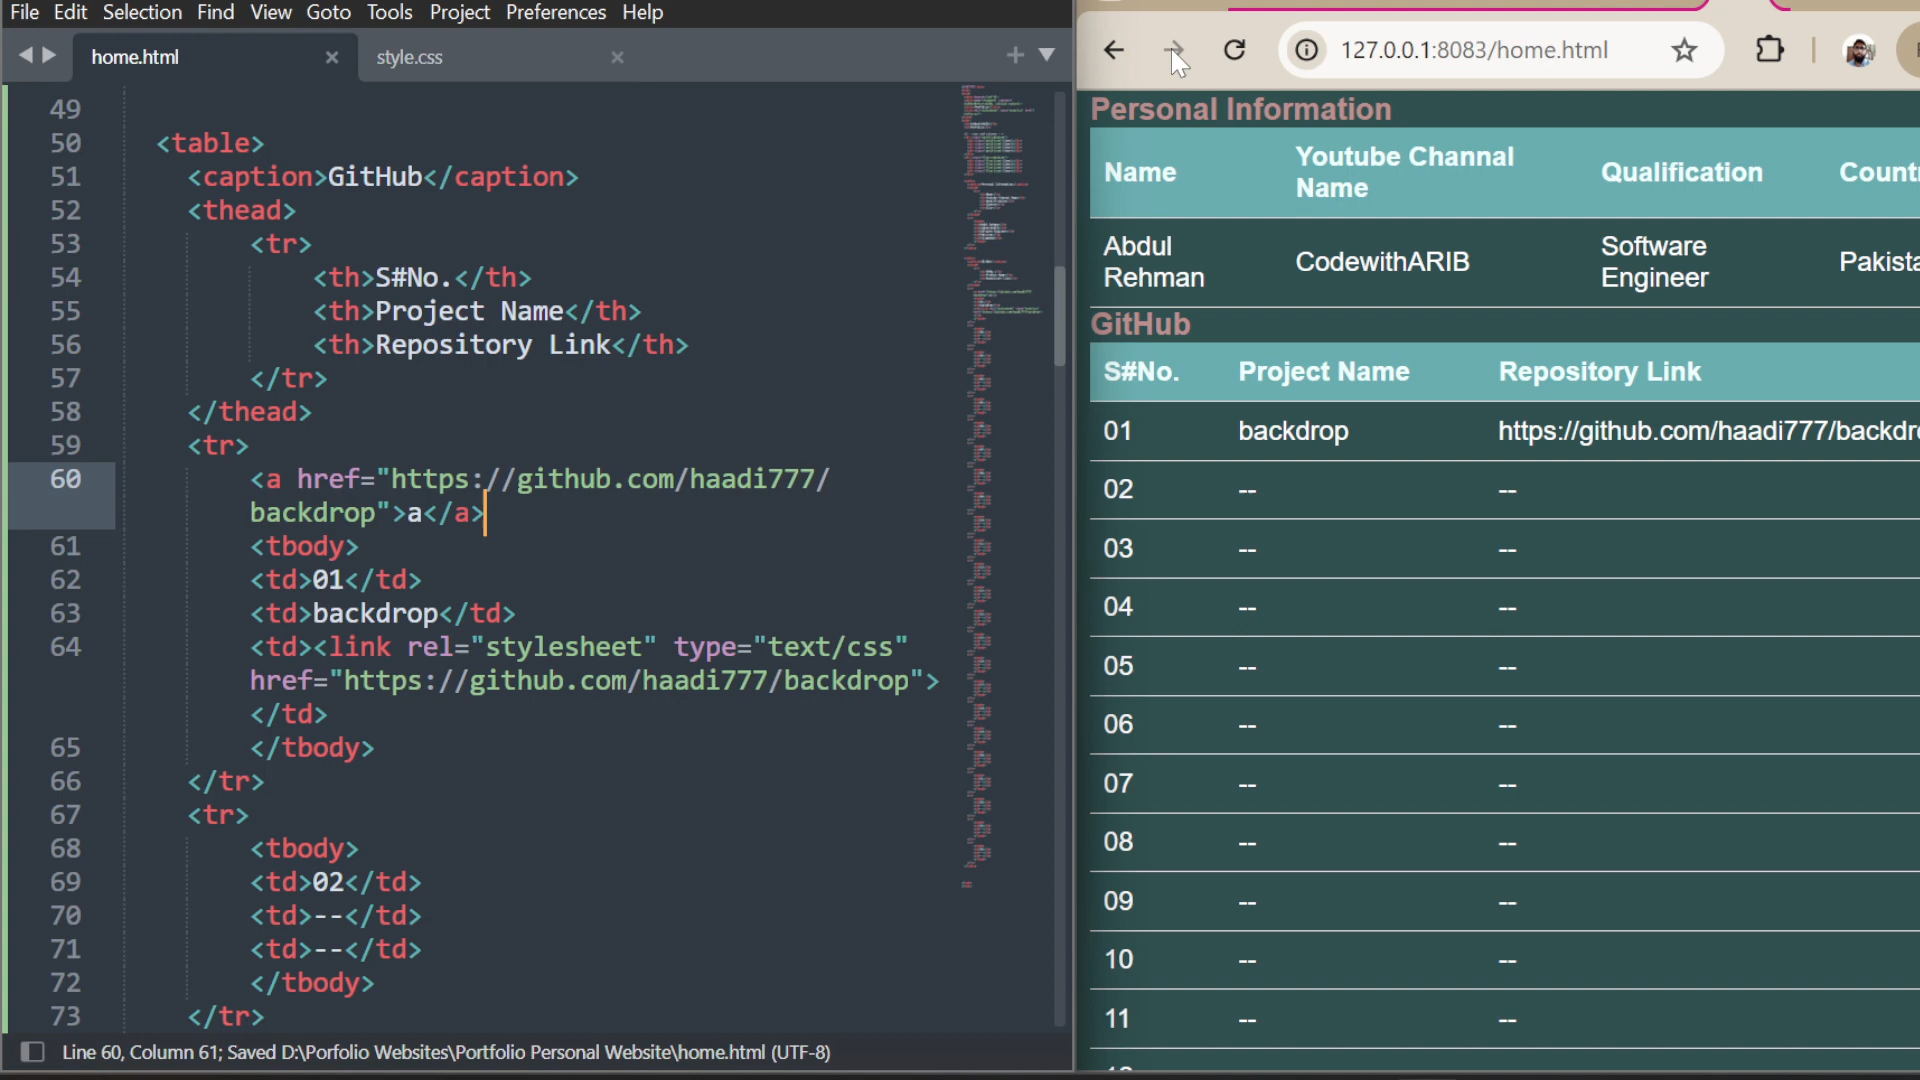 File Edit Selection Find View Goto Tools Project Preferences Help
home.html
style.css
49
50 <table>
51 <caption>GitHub</caption>
52 <thead>
53 <tr>
54 <th>S#No.</th>
55 <th>Project Name</th>
56 <th>Repository Link</th>
57 </tr>
58 </thead>
59 <tr>
60 <a href="https://github.com/haadi777/
backdrop">a</a>
61 <tbody>
62 <td>01</td>
63 <td>backdrop</td>
64 <td><link rel="stylesheet" type="text/css"
href="https://github.com/haadi777/backdrop">
</td>
65 </tbody>
66 </tr>
67 <tr>
68 <tbody>
69 <td>02</td>
70 <td>--</td>
71 <td>--</td>
72 </tbody>
73 </tr>
Line 60, Column 61; Saved D:\Porfolio Websites\Portfolio Personal Website\home.html (UTF-8)
127.0.0.1:8083/home.html
Personal Information
Name Youtube Channal Name Qualification Countr
Abdul Rehman CodewithARIB Software Engineer Pakista
GitHub
S#No. Project Name Repository Link
01 backdrop https://github.com/haadi777/backdr
02 -- --
03 -- --
04 -- --
05 -- --
06 -- --
07 -- --
08 -- --
09 -- --
10 -- --
11 -- --